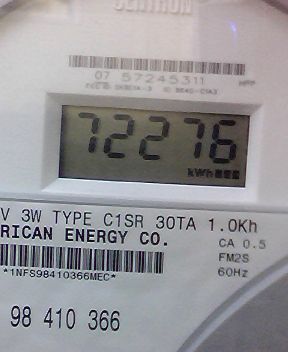 CENTRON
07 57245311
72276
kWh
V 3W TYPE C1SR 30TA 1.0Kh
RICAN ENERGY CO.
CA 0.5
FM2S
*1NFS98410366MEC*
60Hz
98 410 366